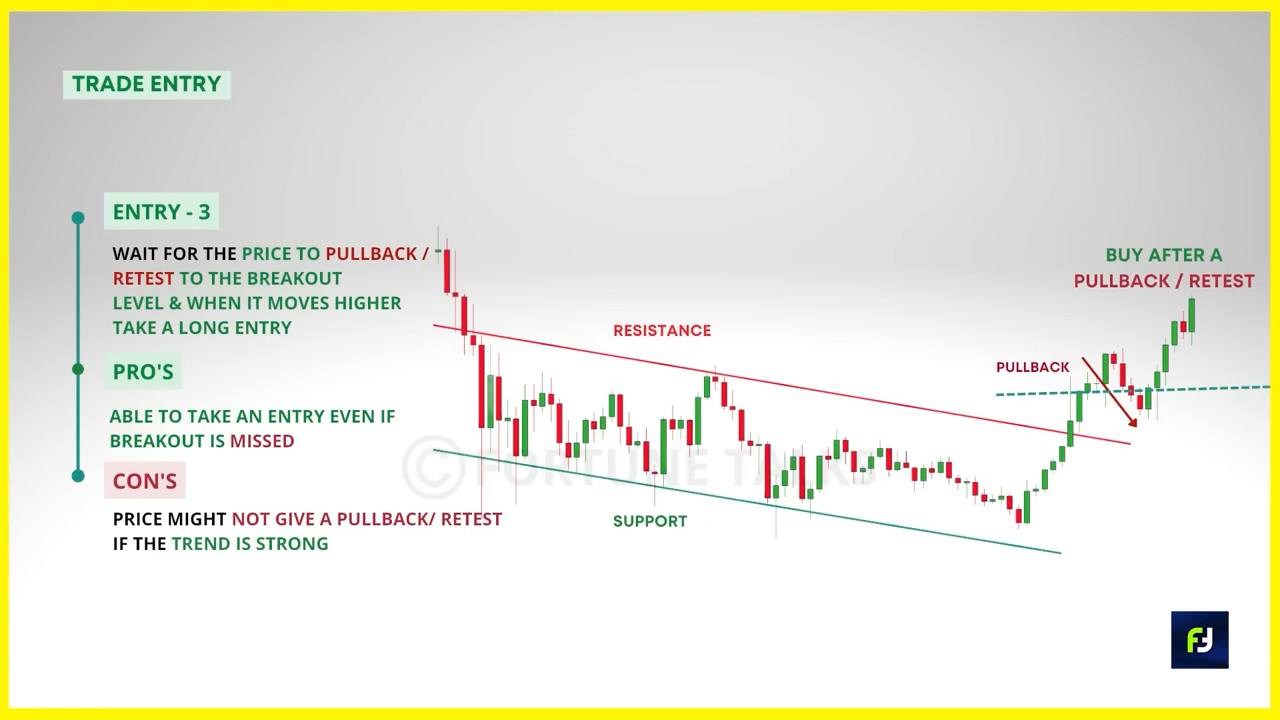 TRADE ENTRY
ENTRY - 3
WAIT FOR THE PRICE TO PULLBACK /
RETEST TO THE BREAKOUT
LEVEL & WHEN IT MOVES HIGHER
TAKE A LONG ENTRY
PRO'S
ABLE TO TAKE AN ENTRY EVEN IF
BREAKOUT IS MISSED
CON'S
PRICE MIGHT NOT GIVE A PULLBACK/ RETEST
IF THE TREND IS STRONG
RESISTANCE
SUPPORT
PULLBACK
BUY AFTER A
PULLBACK / RETEST
© FORTUNE TALKS